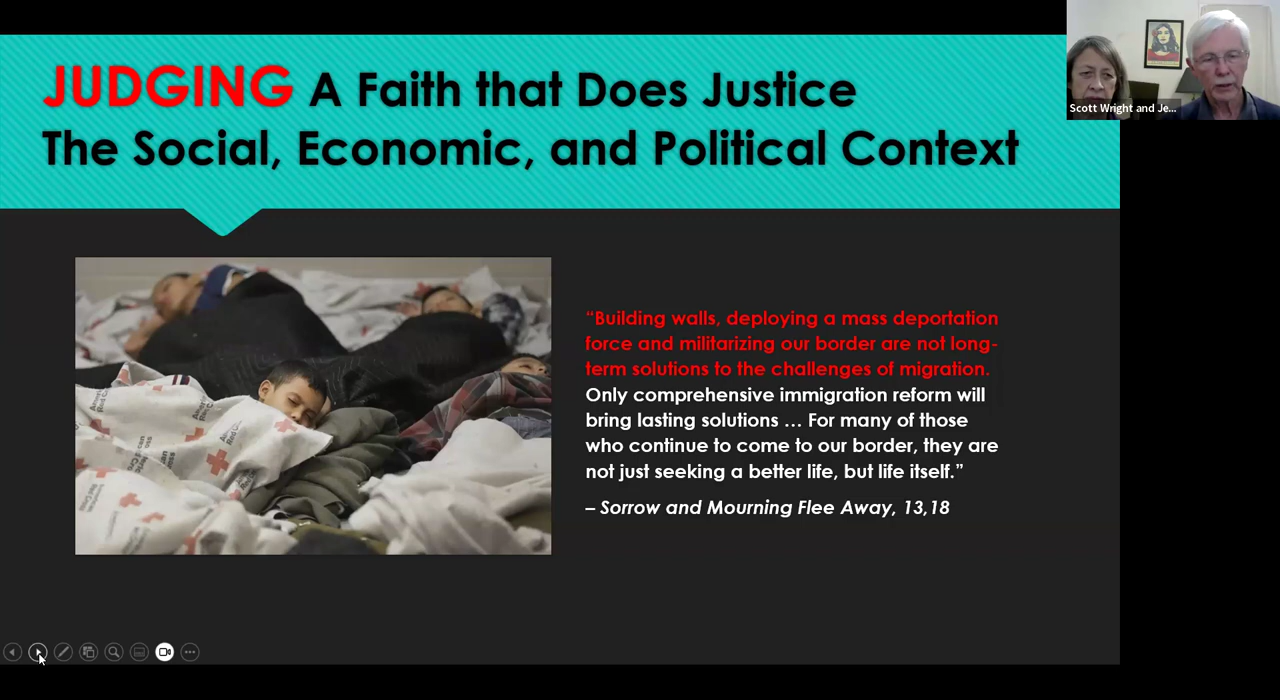 JUDGING A Faith that Does Justice
The Social, Economic, and Political Context
Scott Wright and Je...
“Building walls, deploying a mass deportation
force and militarizing our border are not long-
term solutions to the challenges of migration.
Only comprehensive immigration reform will
bring lasting solutions … For many of those
who continue to come to our border, they are
not just seeking a better life, but life itself.”
– Sorrow and Mourning Flee Away, 13,18
American
Red Cross